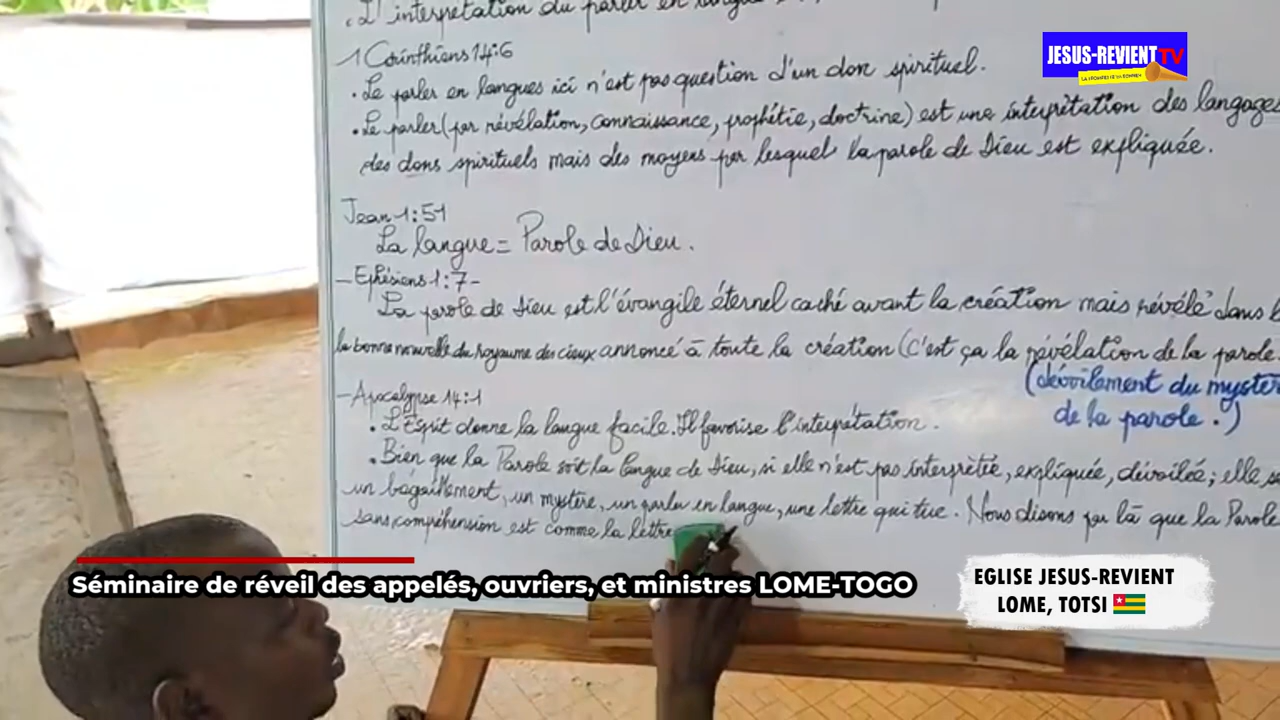 L'interprétation du parler en langue
1 Corinthiens 14:6
• Le parler en langues ici n'est pas question d'un don spirituel.
• Le parler (par révélation, connaissance, prophétie, doctrine) est une interprétation des langages
des dons spirituels mais des moyens par lesquel la parole de Dieu est expliquée.
Jean 1:51
La langue = Parole de Dieu.
- Ephésiens 1:7 -
La parole de Dieu est l'évangile éternel caché avant la création mais révélé dans
la bonne nouvelle du royaume des cieux annoncé à toute la création (C'est ça la révélation de la parole.
(dévoilement du mystèr
de la parole.)
- Apocalypse 14:1
• L'Esprit donne la langue facile. Il favorise l'interprétation.
• Bien que la Parole soit la langue de Dieu, si elle n'est pas interprètée, expliquée, dévoilée; elle
un bégaillement, un mystère, un parler en langue, une lettre qui tue. Nous disons par là que la Parole
sans compréhension est comme la lettre
JESUS-REVIENT TV
Séminaire de réveil des appelés, ouvriers, et ministres LOME-TOGO
EGLISE JESUS-REVIENT
LOME, TOTSI